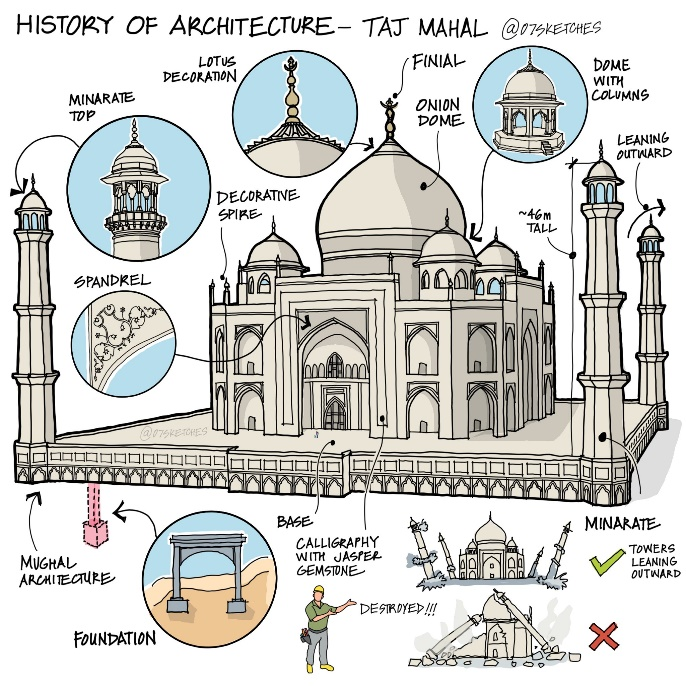 HISTORY OF ARCHITECTURE - TAJ MAHAL @07SKETCHES
LOTUS
DECORATION
FINIAL
DOME
WITH
COLUMNS
MINARATE
TOP
ONION
DOME
LEANING
OUTWARD
DECORATIVE
SPIRE
~46m
TALL
SPANDREL
@07SKETCHES
BASE
CALLIGRAPHY
WITH JASPER
GEMSTONE
MINARATE
MUGHAL
ARCHITECTURE
TOWERS
LEANING
OUTWARD
FOUNDATION
DESTROYED!!!